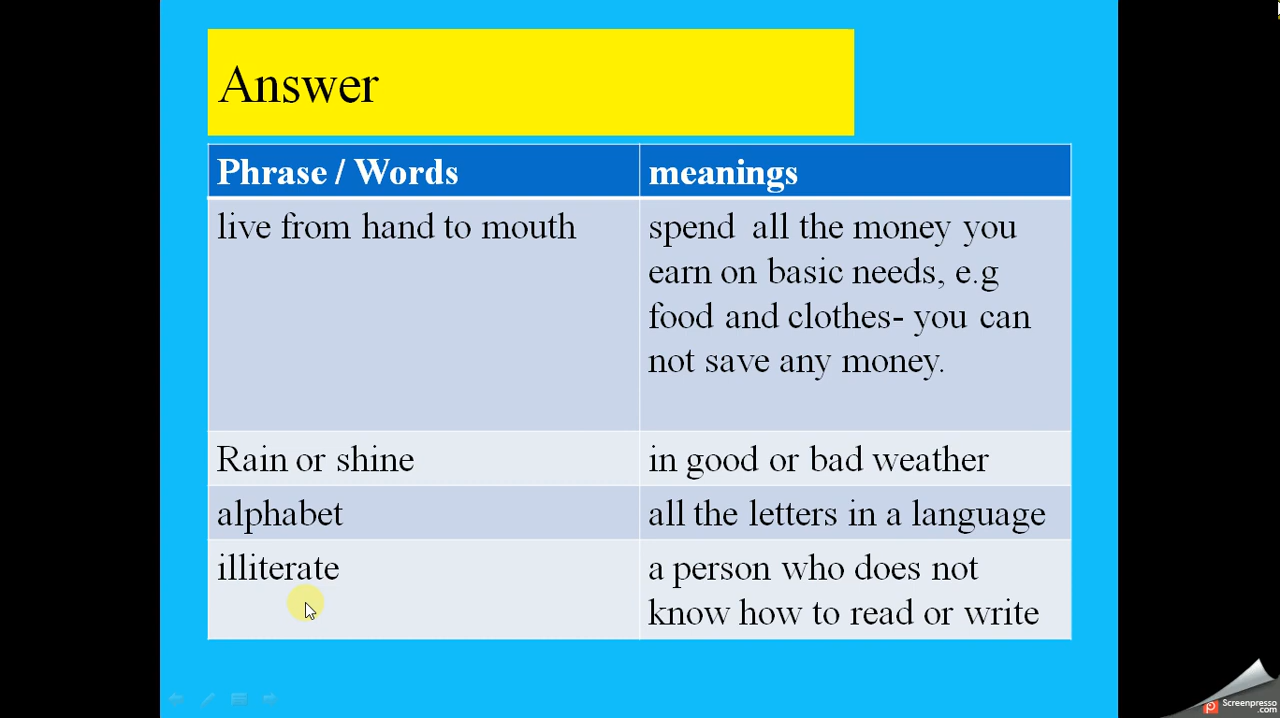 Answer
Phrase / Words
meanings
live from hand to mouth
spend all the money you
earn on basic needs, e.g
food and clothes- you can
not save any money.
Rain or shine
in good or bad weather
alphabet
all the letters in a language
illiterate
a person who does not
know how to read or write
Screenpresso
.com